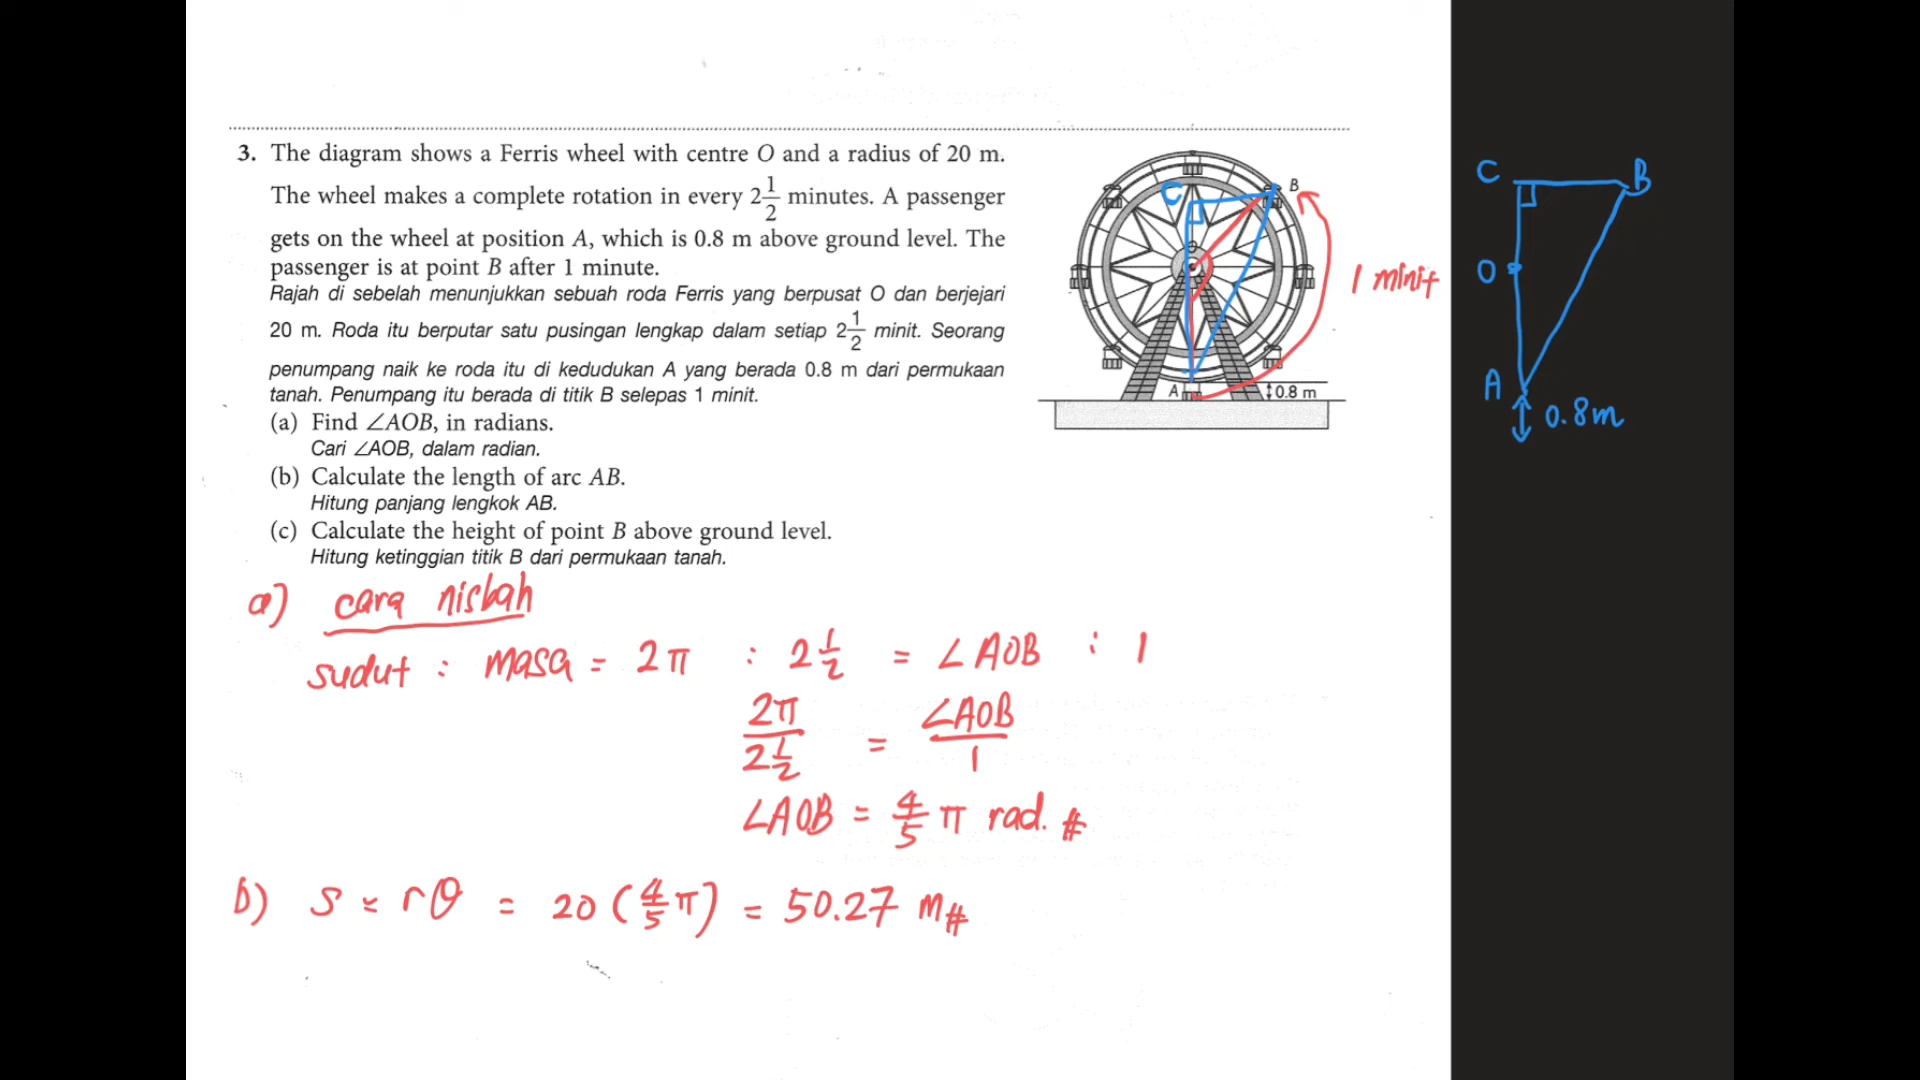 3. The diagram shows a Ferris wheel with centre O and a radius of 20 m.
The wheel makes a complete rotation in every 2 1/2 minutes. A passenger
gets on the wheel at position A, which is 0.8 m above ground level. The
passenger is at point B after 1 minute.
Rajah di sebelah menunjukkan sebuah roda Ferris yang berpusat O dan berjejari
20 m. Roda itu berputar satu pusingan lengkap dalam setiap 2 1/2 minit. Seorang
penumpang naik ke roda itu di kedudukan A yang berada 0.8 m dari permukaan
tanah. Penumpang itu berada di titik B selepas 1 minit.
(a) Find ∠AOB, in radians.
Cari ∠AOB, dalam radian.
(b) Calculate the length of arc AB.
Hitung panjang lengkok AB.
(c) Calculate the height of point B above ground level.
Hitung ketinggian titik B dari permukaan tanah.
C
B
O
A
0.8 m
1 minit
C
B
O
A
0.8m
a) cara nisbah
sudut : masa = 2π : 2 1/2 = ∠AOB : 1
2π / 2 1/2 = ∠AOB / 1
∠AOB = 4/5 π rad. #
b) s = rθ = 20 (4/5 π) = 50.27 m #